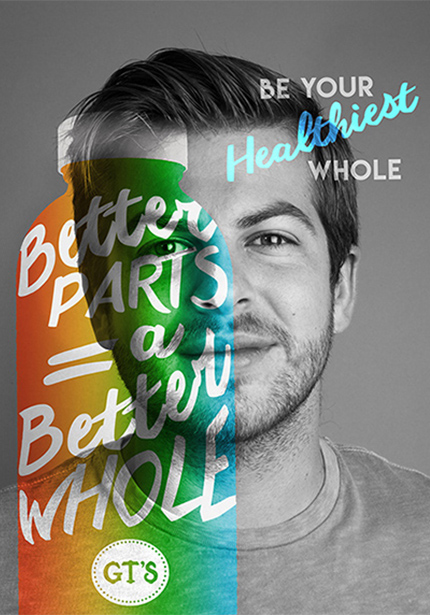 BE YOUR
Healthiest
WHOLE
Better
PARTS
= a
Better
WHOLE
GT'S